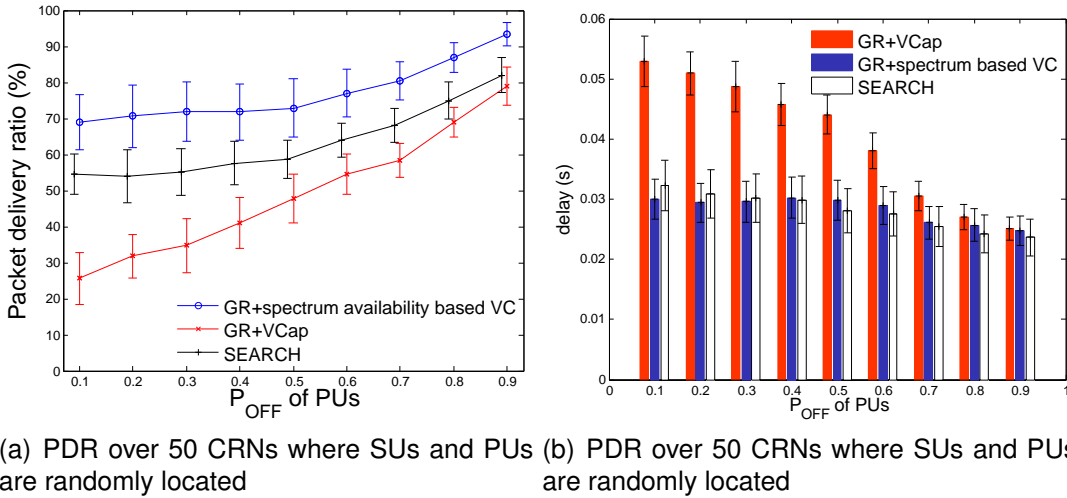 100
90
80
70
60
50
40
30
20
10
0
Packet delivery ratio (%)
GR+spectrum availability based VC
GR+VCap
SEARCH
0.1 0.2 0.3 0.4 0.5 0.6 0.7 0.8 0.9
P_OFF of PUs
(a) PDR over 50 CRNs where SUs and PUs
are randomly located
0.06
0.05
0.04
0.03
0.02
0.01
0
delay (s)
GR+VCap
GR+spectrum based VC
SEARCH
0 0.1 0.2 0.3 0.4 0.5 0.6 0.7 0.8 0.9 1
P_OFF of PUs
(b) PDR over 50 CRNs where SUs and PUs
are randomly located